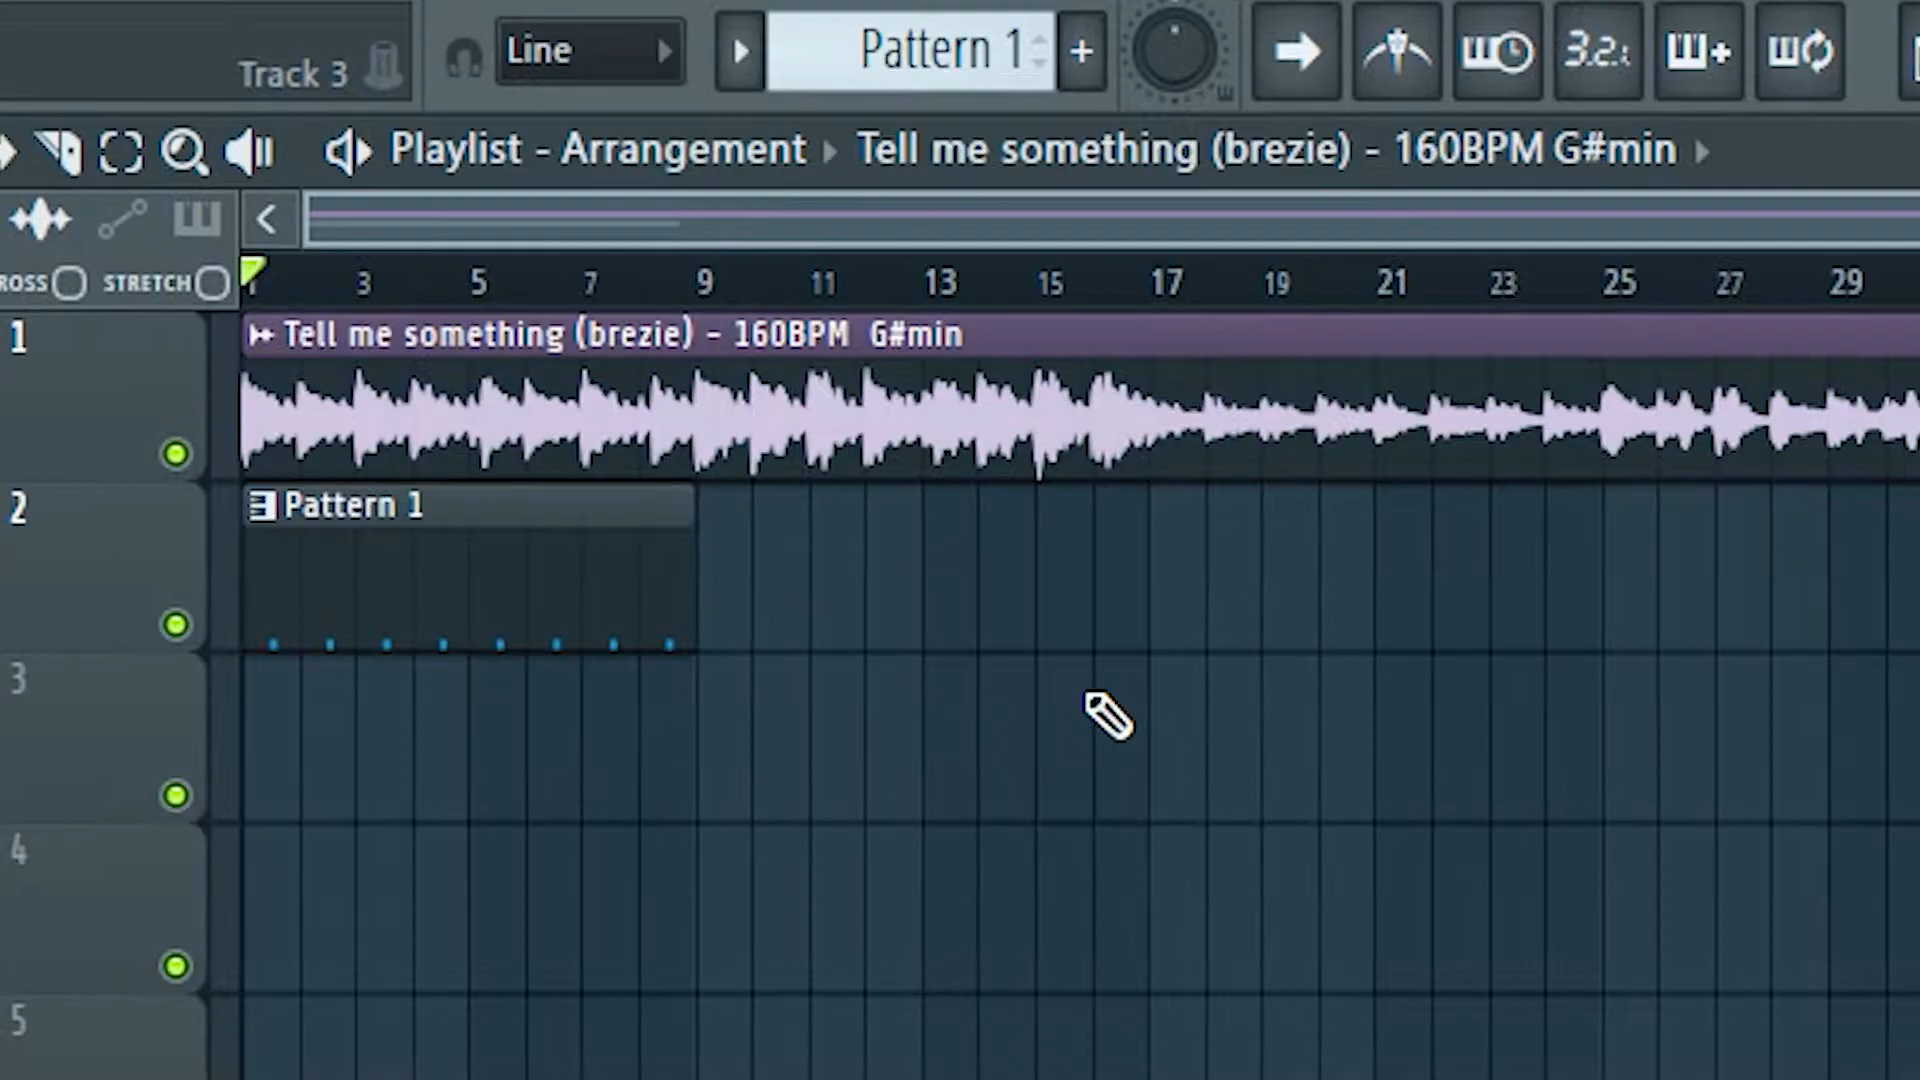 Track 3
Line
Pattern 1
+
3.2.
Playlist - Arrangement
Tell me something (brezie) - 160BPM G#min
ROSS
STRETCH
1 3 5 7 9 11 13 15 17 19 21 23 25 27 29
1
Tell me something (brezie) - 160BPM G#min
2
Pattern 1
3
4
5